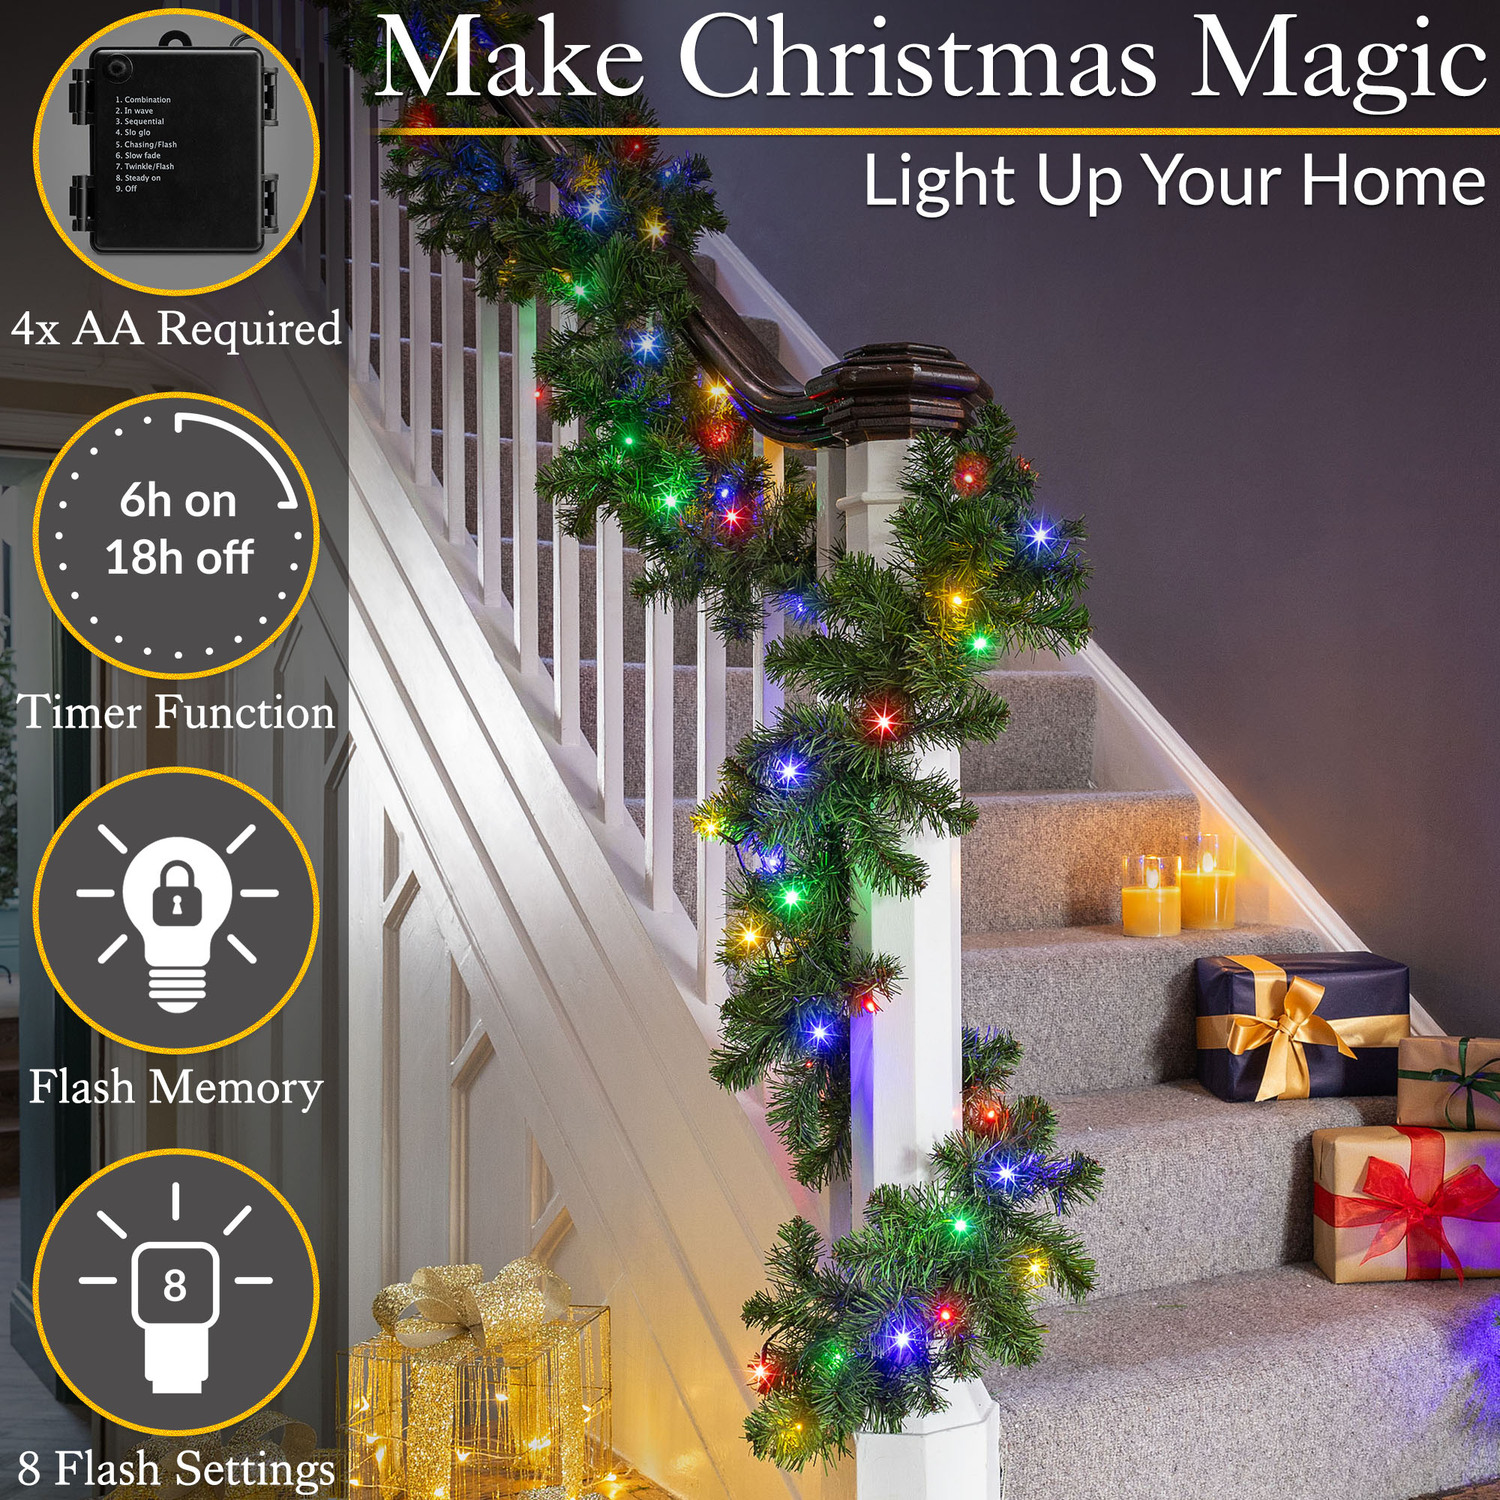 Make Christmas Magic
Light Up Your Home
1. Combination
2. In wave
3. Sequential
4. Slo glo
5. Chasing/Flash
6. Slow fade
7. Twinkle/Flash
8. Steady on
9. Off
4x AA Required
6h on
18h off
Timer Function
Flash Memory
8
8 Flash Settings